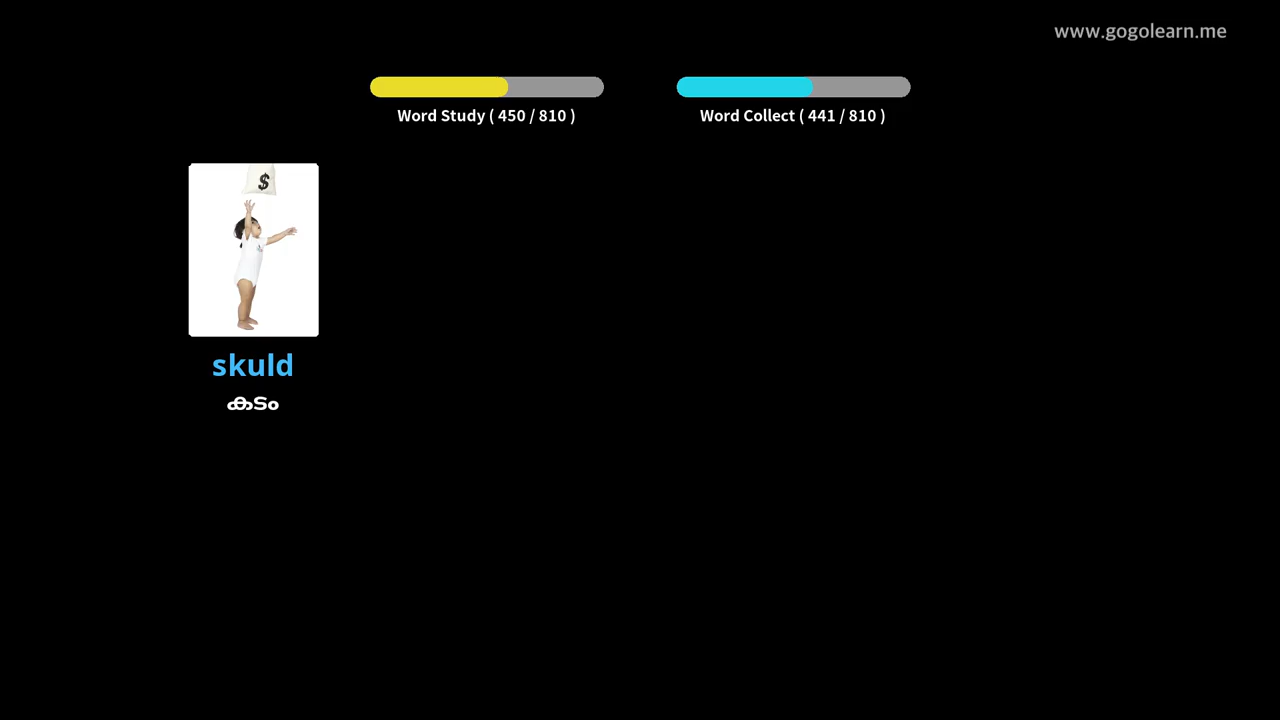 www.gogolearn.me
Word Study ( 450 / 810 )
Word Collect ( 441 / 810 )
$
skuld
കടം